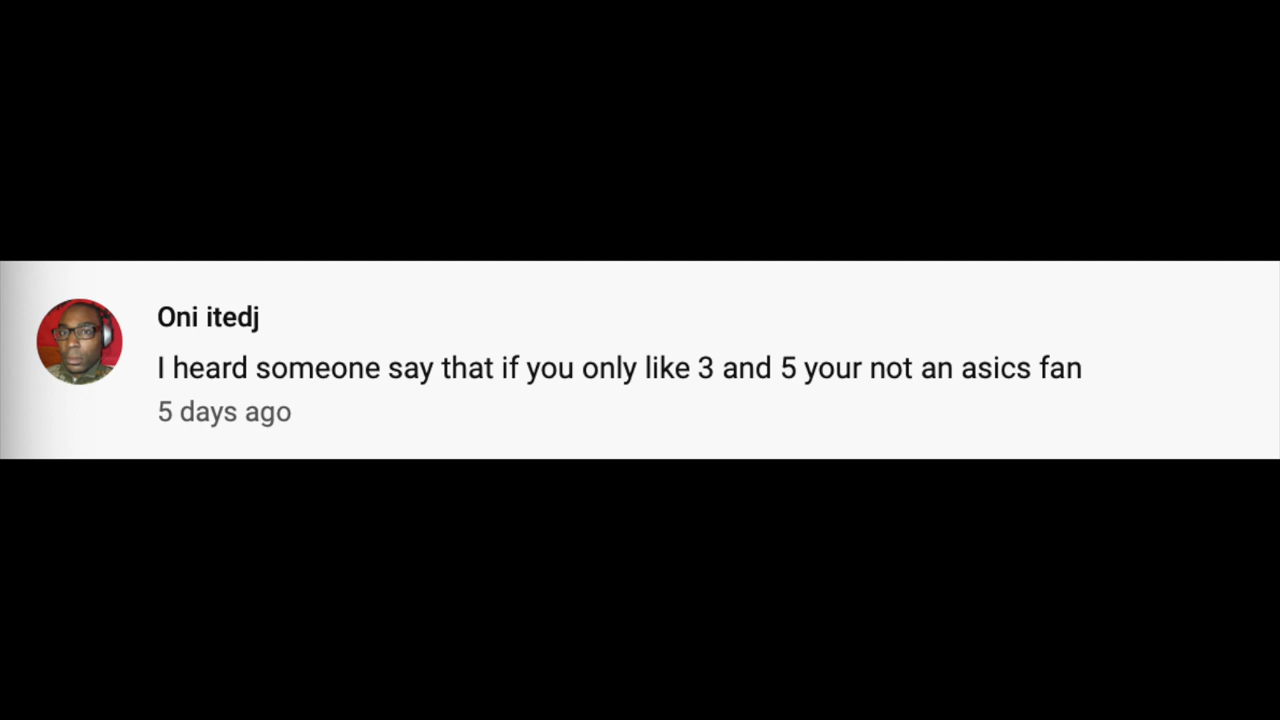 Oni itedj
I heard someone say that if you only like 3 and 5 your not an asics fan
5 days ago